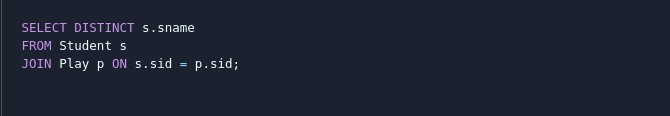 SELECT DISTINCT s.sname
FROM Student s
JOIN Play p ON s.sid = p.sid;